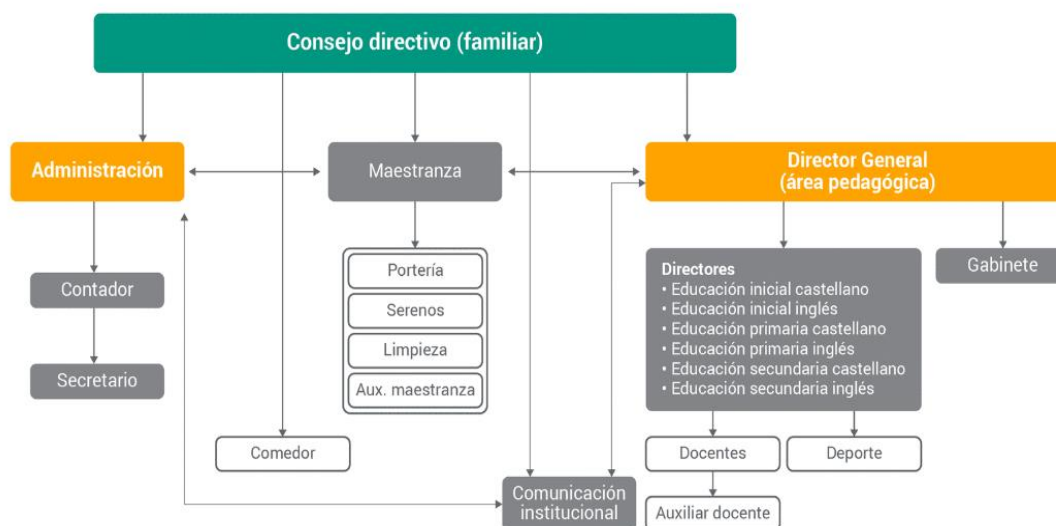 Consejo directivo (familiar)
Administración
Maestranza
Director General
(área pedagógica)
Contador
Secretario
Portería
Serenos
Limpieza
Aux. maestranza
Directores
• Educación inicial castellano
• Educación inicial inglés
• Educación primaria castellano
• Educación primaria inglés
• Educación secundaria castellano
• Educación secundaria inglés
Gabinete
Comedor
Docentes
Deporte
Comunicación
institucional
Auxiliar docente